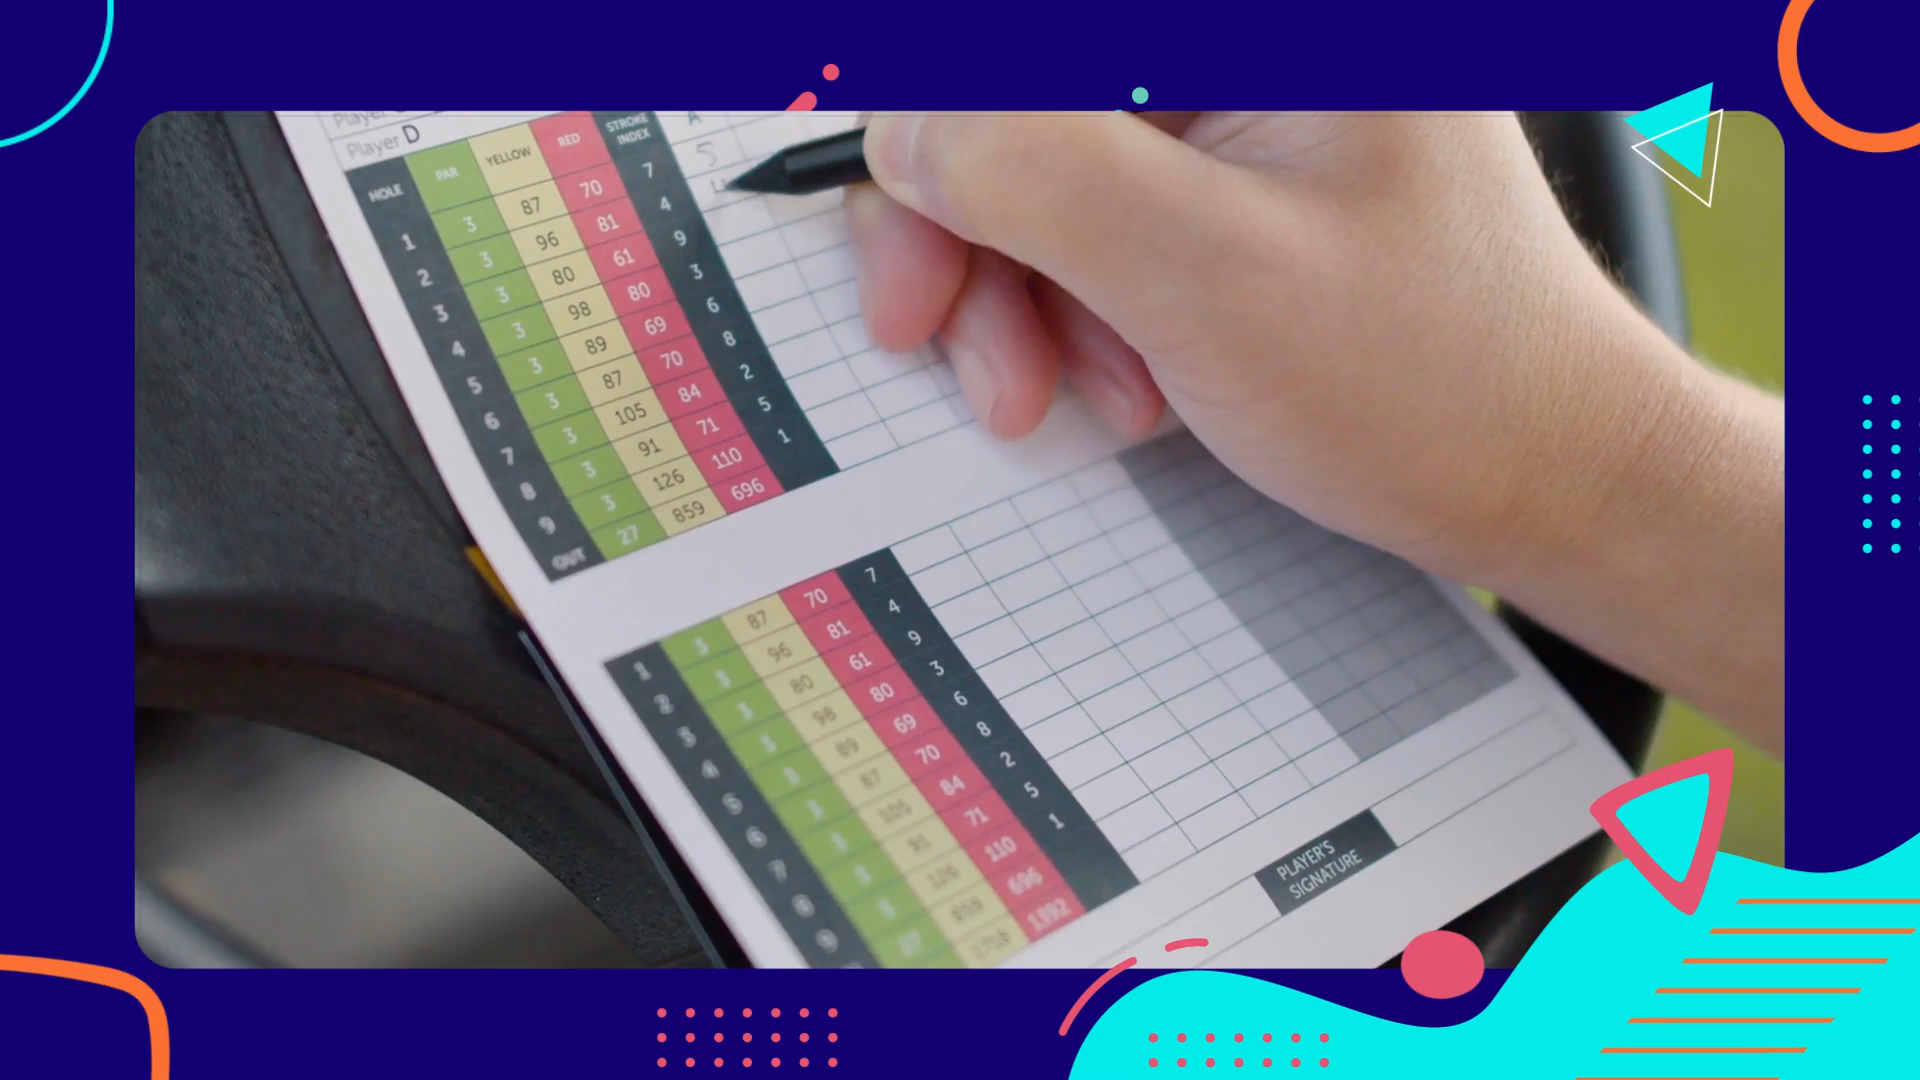 Player
Player D
HOLE PAR YELLOW RED STROKE INDEX A
1 3 87 70 7 5
2 3 96 81 4
3 3 80 61 9
4 3 98 80 3
5 3 89 69 6
6 3 87 70 8
7 3 105 84 2
8 3 91 71 5
9 3 126 110 1
OUT 27 859 696
1 3 87 70 7
2 3 96 81 4
3 3 80 61 9
4 3 98 80 3
5 3 89 69 6
6 3 87 70 8
7 3 105 84 2
8 3 91 71 5
9 3 126 110 1
27 859 696
1392
PLAYER'S
SIGNATURE